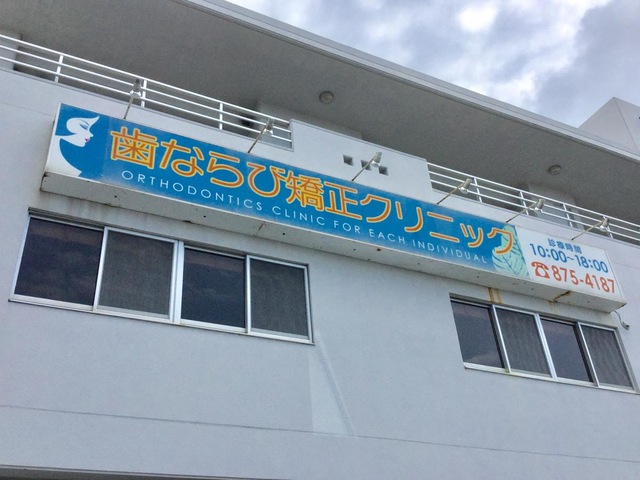 歯ならび矯正クリニック
ORTHODONTICS CLINIC FOR EACH INDIVIDUAL
診療時間
10:00~18:00
☎875-4187